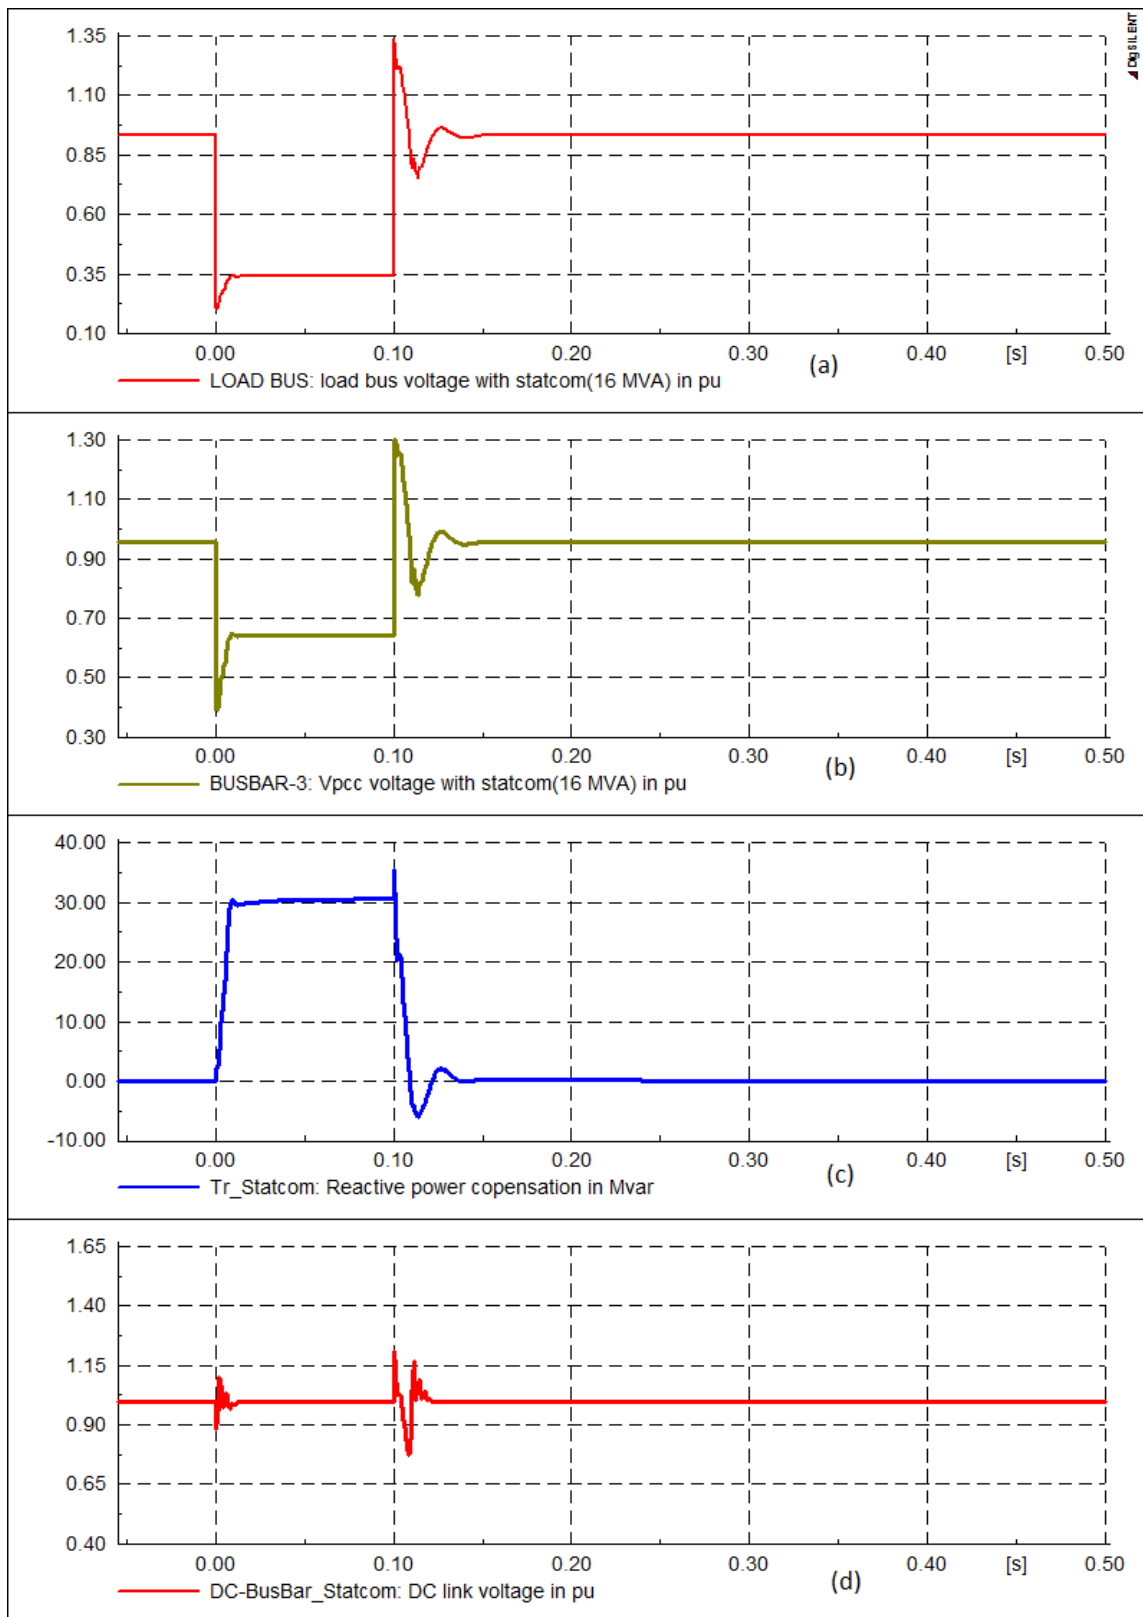 DIgSILENT
1.35
1.10
0.85
0.60
0.35
0.10
0.00 0.10 0.20 0.30 0.40 [s] 0.50
(a)
LOAD BUS: load bus voltage with statcom(16 MVA) in pu
1.30
1.10
0.90
0.70
0.50
0.30
0.00 0.10 0.20 0.30 0.40 [s] 0.50
(b)
BUSBAR-3: Vpcc voltage with statcom(16 MVA) in pu
40.00
30.00
20.00
10.00
0.00
-10.00
0.00 0.10 0.20 0.30 0.40 [s] 0.50
(c)
Tr_Statcom: Reactive power copensation in Mvar
1.65
1.40
1.15
0.90
0.65
0.40
0.00 0.10 0.20 0.30 0.40 [s] 0.50
(d)
DC-BusBar_Statcom: DC link voltage in pu